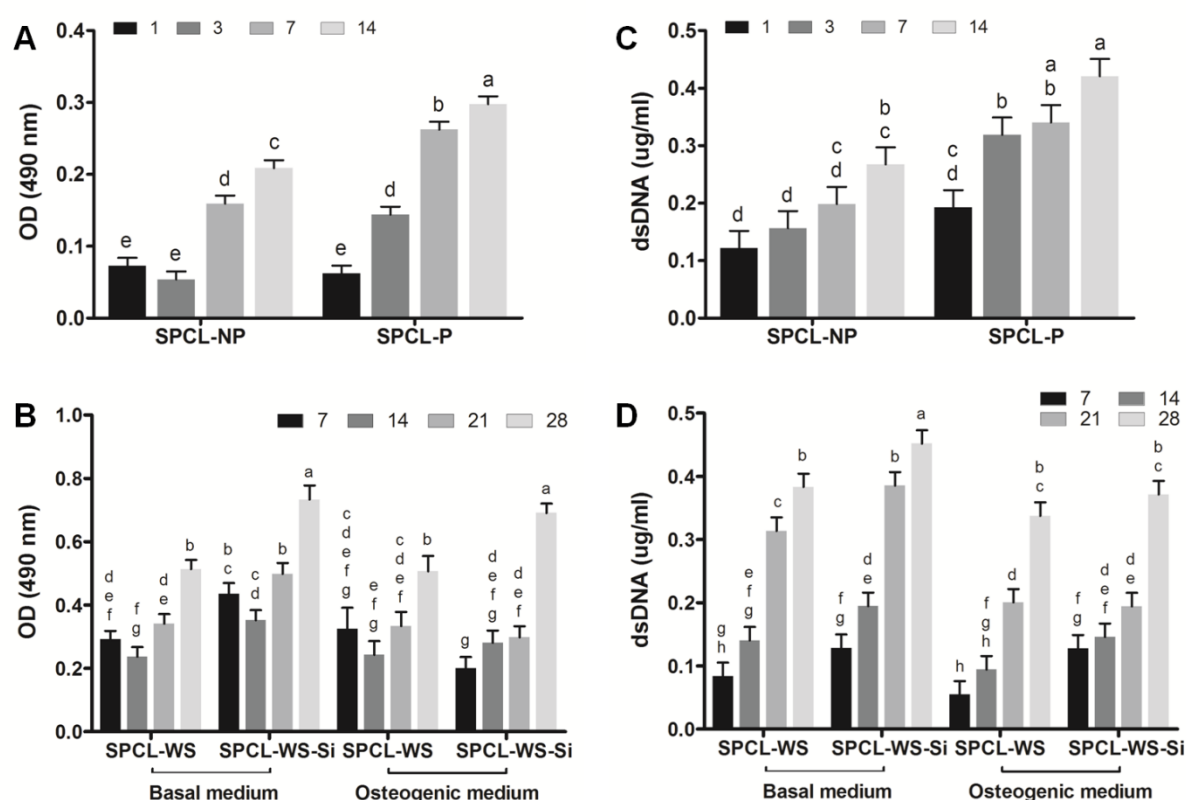 A
1 3 7 14
OD (490 nm)
0.4
0.3
0.2
0.1
0.0
e e d c
e d b a
SPCL-NP SPCL-P
C
1 3 7 14
dsDNA (ug/ml)
0.5
0.4
0.3
0.2
0.1
0.0
d
d
c d
b c
c d
b
a b
a
SPCL-NP SPCL-P
B
7 14 21 28
OD (490 nm)
1.0
0.8
0.6
0.4
0.2
0.0
d e f
f g
d e
b
b c
c d
b
a
c d e f g
e f g
c d e f
b
g
d e f g
d e f
a
SPCL-WS SPCL-WS-Si SPCL-WS SPCL-WS-Si
Basal medium Osteogenic medium
D
7 14
21 28
dsDNA (ug/ml)
0.5
0.4
0.3
0.2
0.1
0.0
g h
e f g
c
b
f g
d e
b
a
h
f g h
d
b c
f g
d e f
d e
b c
SPCL-WS SPCL-WS-Si SPCL-WS SPCL-WS-Si
Basal medium Osteogenic medium